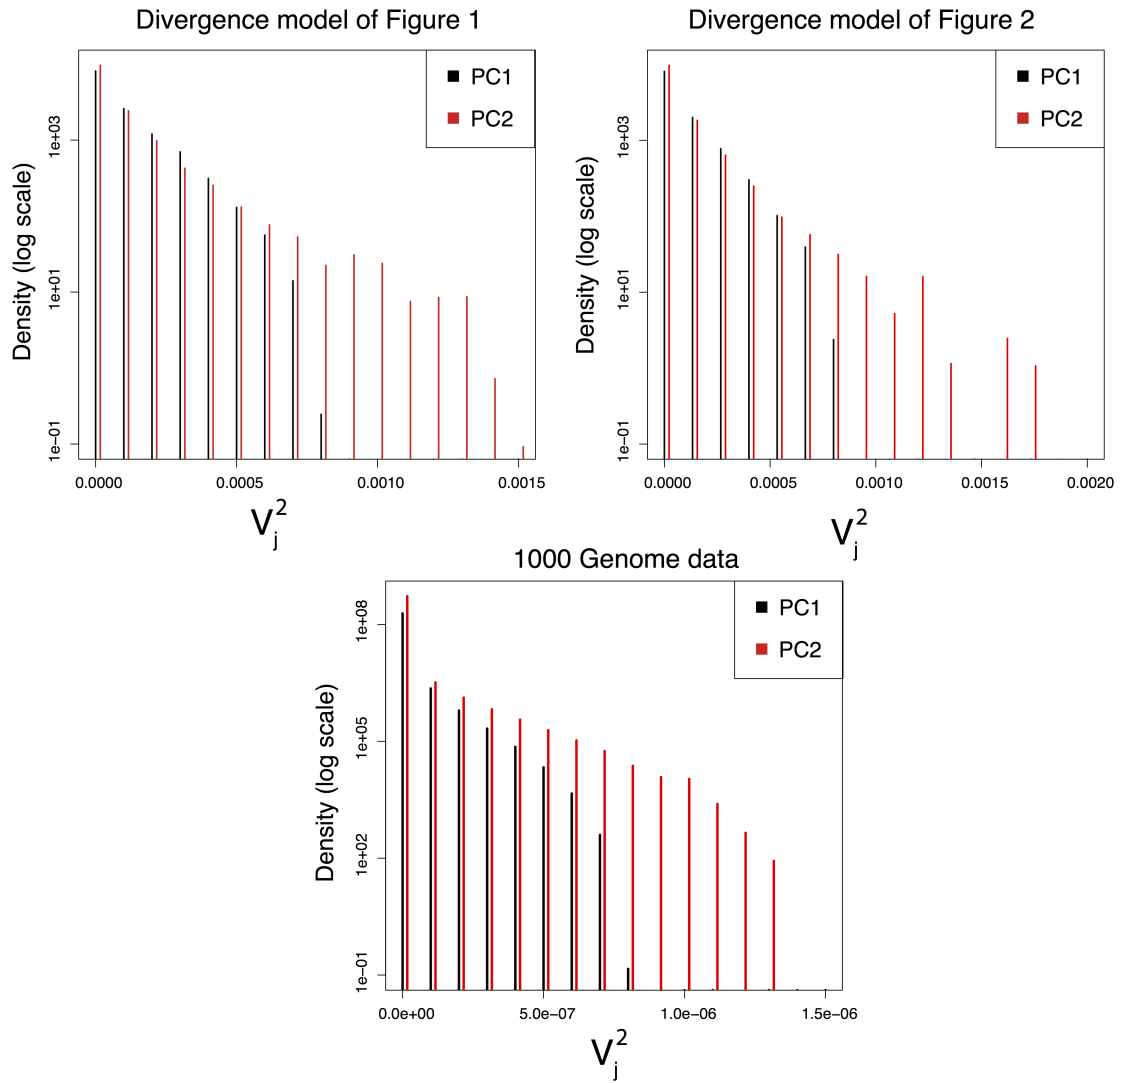 Divergence model of Figure 1
PC1
PC2
Density (log scale)
1e+03
1e+01
1e−01
0.0000 0.0005 0.0010 0.0015
Vj²
Divergence model of Figure 2
PC1
PC2
Density (log scale)
1e+03
1e+01
1e−01
0.0000 0.0005 0.0010 0.0015 0.0020
Vj²
1000 Genome data
PC1
PC2
Density (log scale)
1e+08
1e+05
1e+02
1e−01
0.0e+00 5.0e−07 1.0e−06 1.5e−06
Vj²